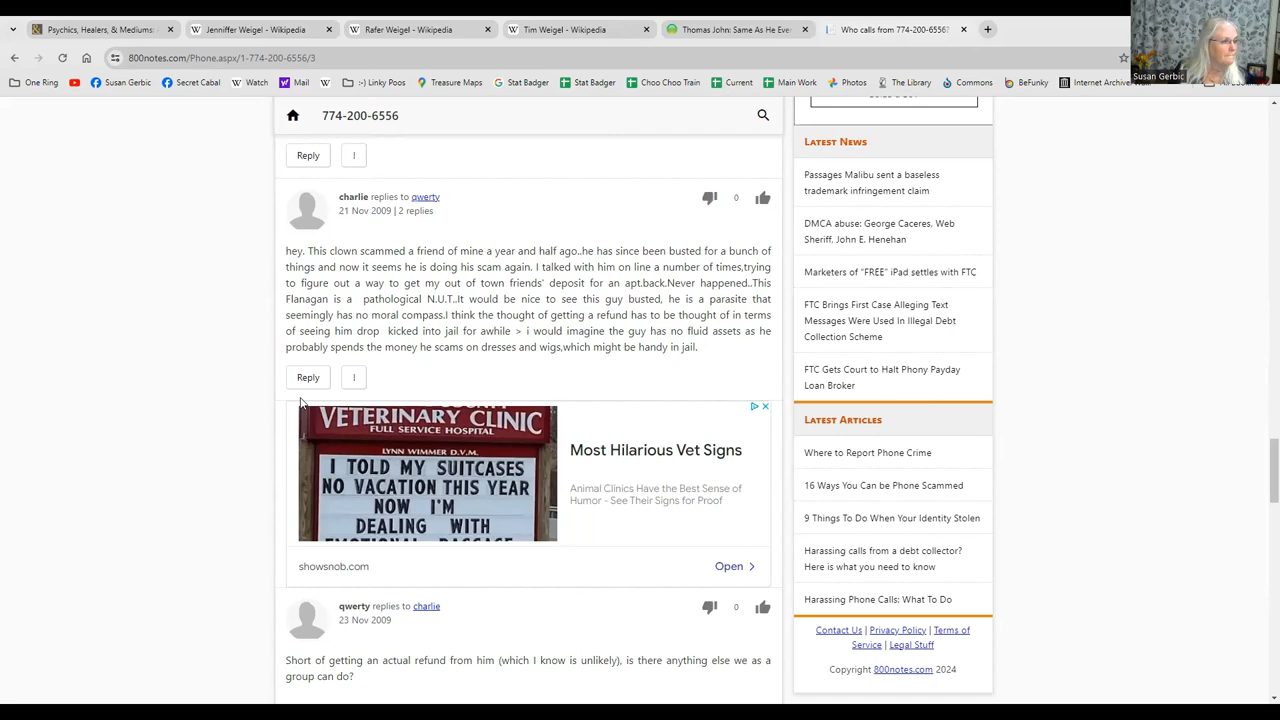 Psychics, Healers, & Mediums:
Jenniffer Weigel - Wikipedia
Rafer Weigel - Wikipedia
Tim Weigel - Wikipedia
Thomas John: Same As He Eve
Who calls from 774-200-6556?
800notes.com/Phone.aspx/1-774-200-6556/3
One Ring
Susan Gerbic
Secret Cabal
Watch
Mail
:-) Linky Poos
Treasure Maps
Stat Badger
Stat Badger
Choo Choo Train
Current
Main Work
Photos
The Library
Commons
BeFunky
Internet
Susan Gerbic
774-200-6556
Reply
charlie replies to qwerty
21 Nov 2009 | 2 replies
0
hey. This clown scammed a friend of mine a year and half ago..he has since been busted for a bunch of
things and now it seems he is doing his scam again. I talked with him on line a number of times,trying
to figure out a way to get my out of town friends' deposit for an apt.back.Never happened..This
Flanagan is a pathological N.U.T..It would be nice to see this guy busted, he is a parasite that
seemingly has no moral compass.I think the thought of getting a refund has to be thought of in terms
of seeing him drop kicked into jail for awhile > i would imagine the guy has no fluid assets as he
probably spends the money he scams on dresses and wigs,which might be handy in jail.
Reply
VETERINARY CLINIC
FULL SERVICE HOSPITAL
LYNN WIMMER D.V.M.
I TOLD MY SUITCASES
NO VACATION THIS YEAR
NOW I'M
DEALING WITH
EMOTIONAL BAGGAGE
Most Hilarious Vet Signs
Animal Clinics Have the Best Sense of
Humor - See Their Signs for Proof
showsnob.com
Open
qwerty replies to charlie
23 Nov 2009
0
Short of getting an actual refund from him (which I know is unlikely), is there anything else we as a
group can do?
LATEST NEWS
Passages Malibu sent a baseless
trademark infringement claim
DMCA abuse: George Caceres, Web
Sheriff, John E. Henehan
Marketers of "FREE" iPad settles with FTC
FTC Brings First Case Alleging Text
Messages Were Used In Illegal Debt
Collection Scheme
FTC Gets Court to Halt Phony Payday
Loan Broker
LATEST ARTICLES
Where to Report Phone Crime
16 Ways You Can be Phone Scammed
9 Things To Do When Your Identity Stolen
Harassing calls from a debt collector?
Here is what you need to know
Harassing Phone Calls: What To Do
Contact Us | Privacy Policy | Terms of
Service | Legal Stuff
Copyright 800notes.com 2024